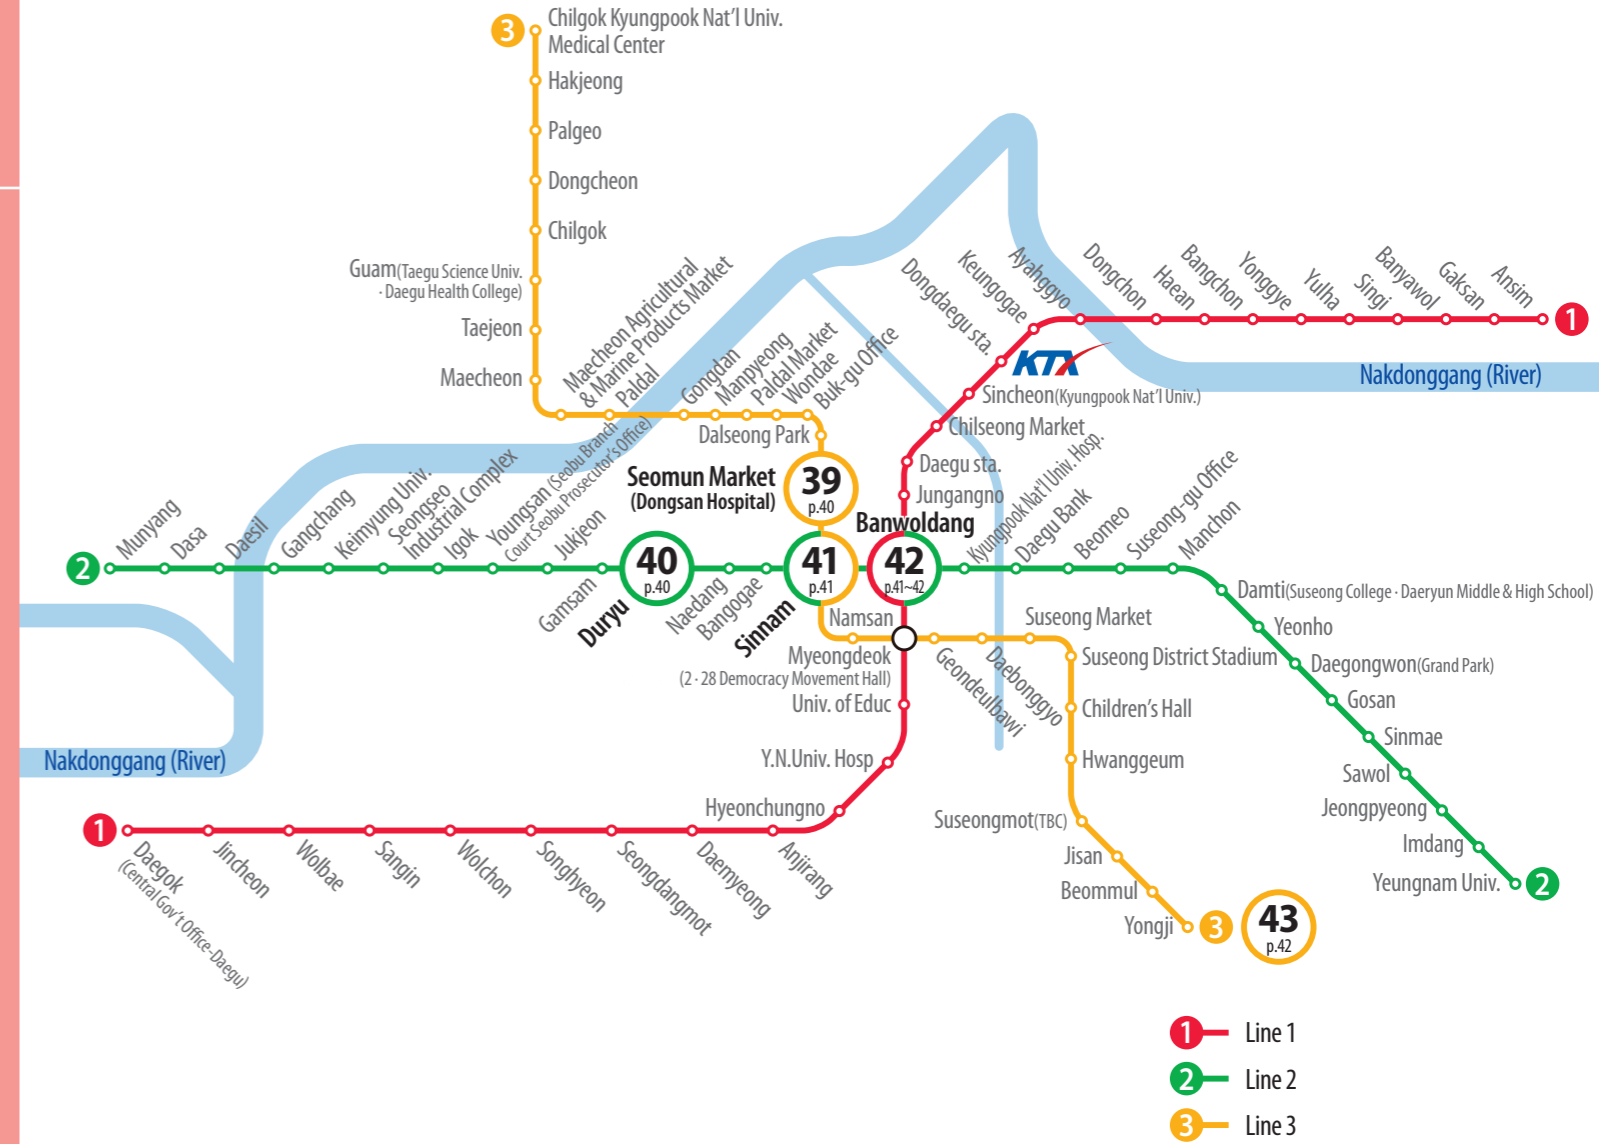 3
Chilgok Kyungpook Nat'l Univ.
Medical Center
Hakjeong
Palgeo
Dongcheon
Chilgok
Guam(Taegu Science Univ.
· Daegu Health College)
Taejeon
Maecheon
Maecheon Agricultural
& Marine Products Market
Paldal
Gongdan
Manpyeong
Paldal Market
Wondae
Buk-gu Office
Dalseong Park
Seomun Market
(Dongsan Hospital)
39
p.40
Dongdaegu sta.
Keungogae
Ayahggyo
Dongchon
Haean
Bangchon
Yonggye
Yulha
Singi
Banyawol
Gaksan
Ansim
1
KTX
Nakdonggang (River)
Sincheon(Kyungpook Nat'l Univ.)
Chilseong Market
Daegu sta.
Jungangno
Banwoldang
42
p.41~42
2
Munyang
Dasa
Daesil
Gangchang
Keimyung Univ.
Seongseo
Industrial Complex
Igok
Youngsan (Seobu Branch
Court Seobu Prosecutor's Office)
Jukjeon
Gamsam
40
p.40
Duryu
Naedang
Bangogae
41
p.41
Sinnam
Kyungpook Nat'l Univ. Hosp.
Daegu Bank
Beomeo
Suseong-gu Office
Manchon
Damti(Suseong College · Daeryun Middle & High School)
Yeonho
Daegongwon(Grand Park)
Gosan
Sinmae
Sawol
Jeongpyeong
Imdang
Yeungnam Univ.
2
Namsan
Myeongdeok
(2 · 28 Democracy Movement Hall)
Geondeulbawi
Daebonggyo
Suseong Market
Suseong District Stadium
Children's Hall
Hwanggeum
Suseongmot(TBC)
Jisan
Beommul
Yongji
3
43
p.42
Univ. of Educ
Y.N.Univ. Hosp
Hyeonchungno
Nakdonggang (River)
1
Daegok
(Central Gov't Office-Daegu)
Jincheon
Wolbae
Sangin
Wolchon
Songhyeon
Seongdangmot
Daemyeong
Anjirang
1 Line 1
2 Line 2
3 Line 3